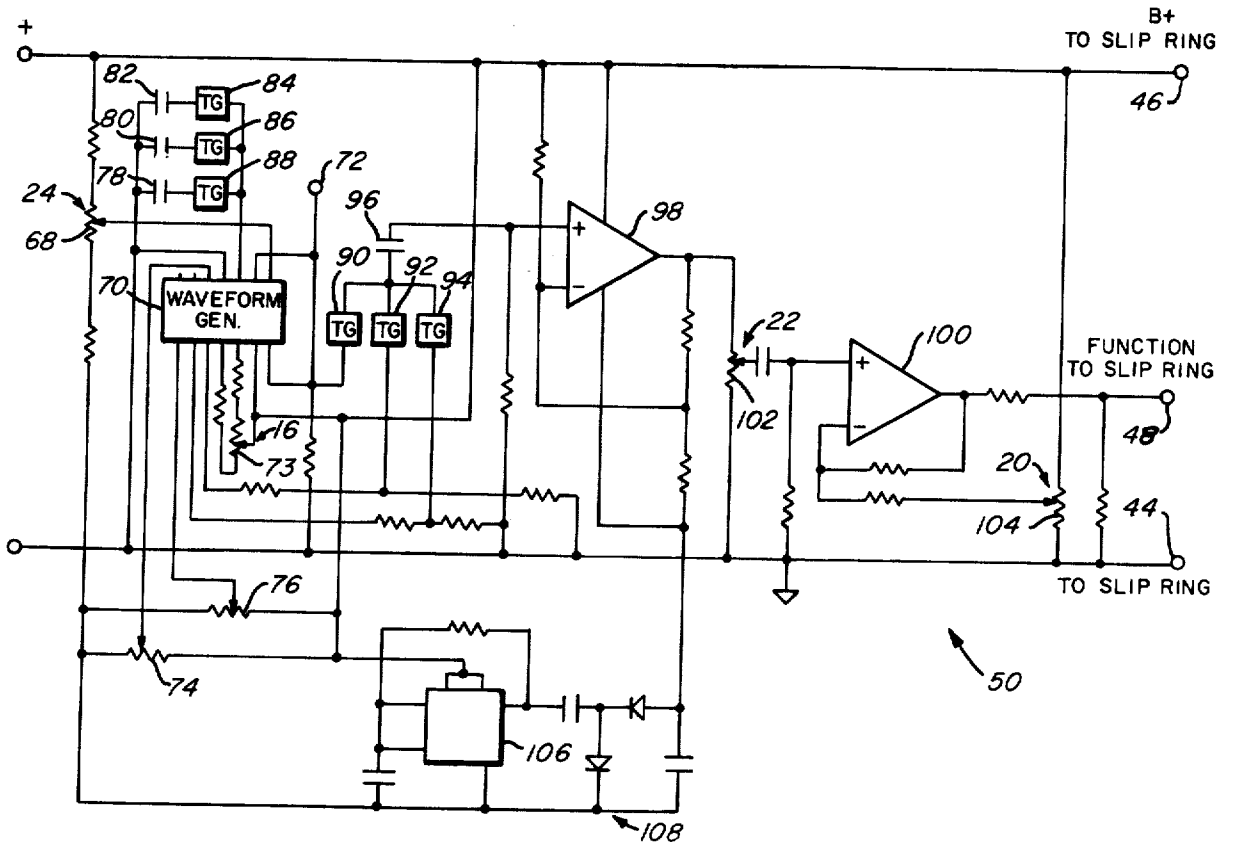 +
B+
TO SLIP RING
46
82
TG
84
80
TG
86
78
TG
88
72
24
68
96
90
92
94
98
+
−
70
WAVEFORM
GEN.
TG
TG
TG
22
102
100
+
−
FUNCTION
TO SLIP RING
48
16
73
20
104
44
TO SLIP RING
76
74
106
108
50